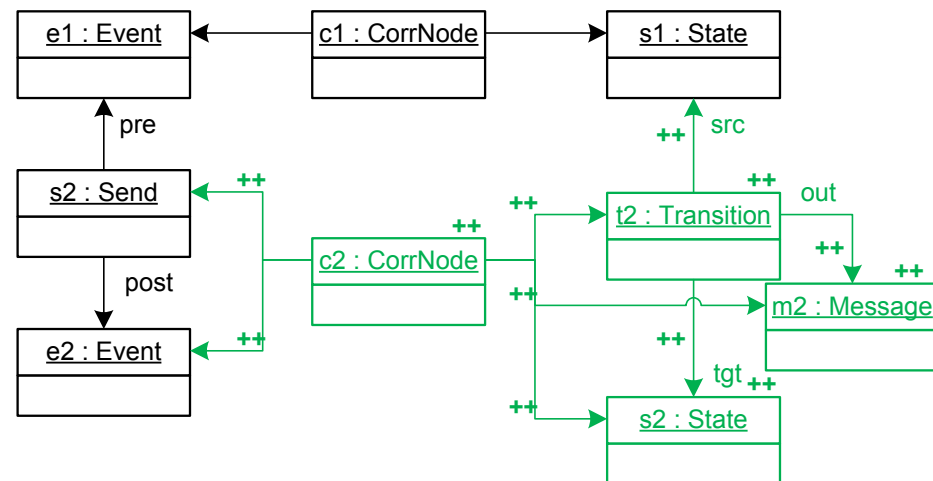 e1 : Event
c1 : CorrNode
s1 : State
pre
++
src
s2 : Send
++
++
++
t2 : Transition
out
++
c2 : CorrNode
++
++
post
++
m2 : Message
e2 : Event
++
++
tgt
++
++
s2 : State